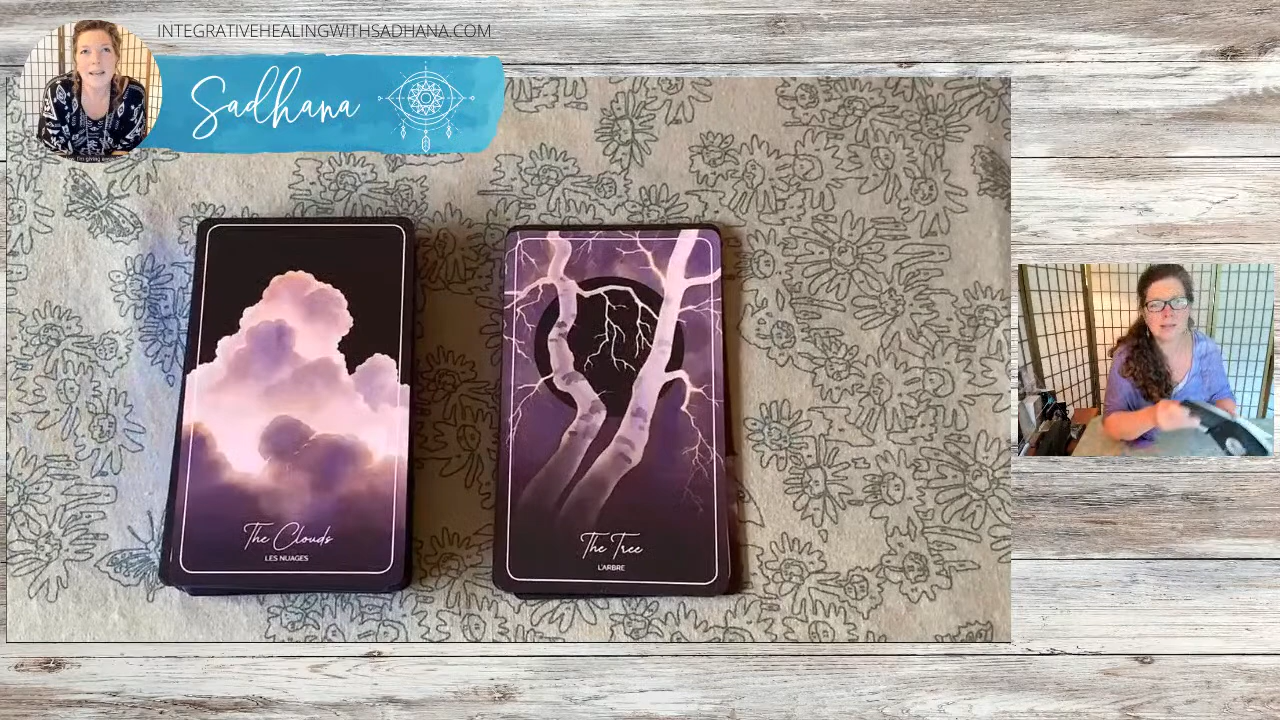 INTEGRATIVEHEALINGWITHSADHANA.COM
Sadhana
The Clouds
LES NUAGES
The Tree
L'ARBRE